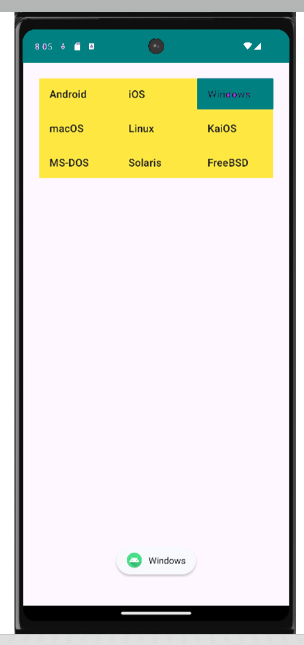 8:05
Android iOS Windows
macOS Linux KaiOS
MS-DOS Solaris FreeBSD
Windows